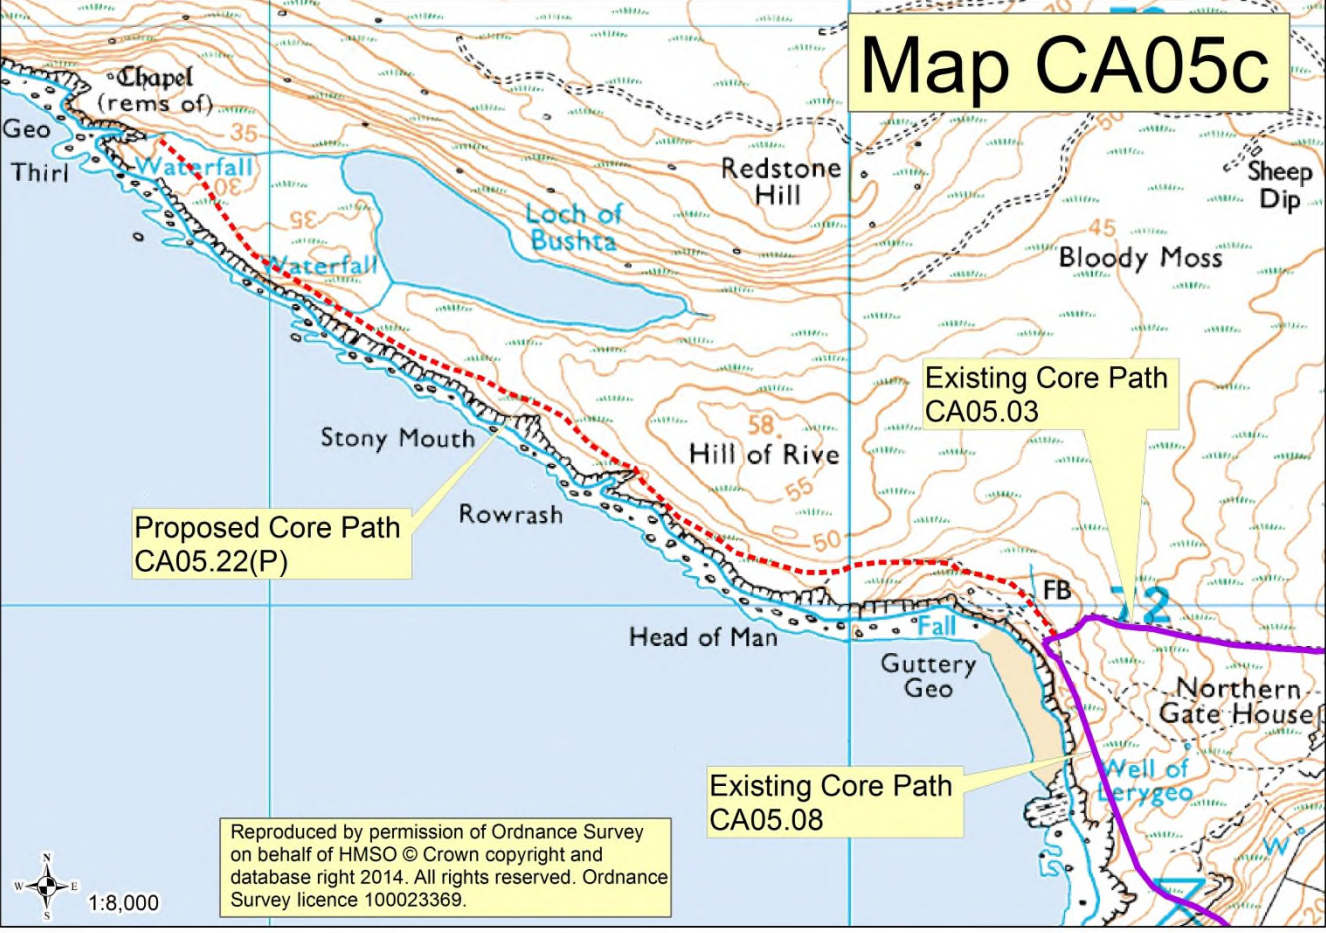 Map CA05c
70
50
Chapel
(rems of)
35
Geo
Thirl
Waterfall
30
35
Waterfall
Loch of
Bushta
Redstone
Hill
Sheep
Dip
45
Bloody Moss
Existing Core Path
CA05.03
58
Hill of Rive
55
50
Stony Mouth
Rowrash
Proposed Core Path
CA05.22(P)
FB
72
Head of Man
Fall
Guttery
Geo
Northern
Gate House
Existing Core Path
CA05.08
Well of
Lerygeo
W
20
Reproduced by permission of Ordnance Survey
on behalf of HMSO © Crown copyright and
database right 2014. All rights reserved. Ordnance
Survey licence 100023369.
N
W E
S
1:8,000